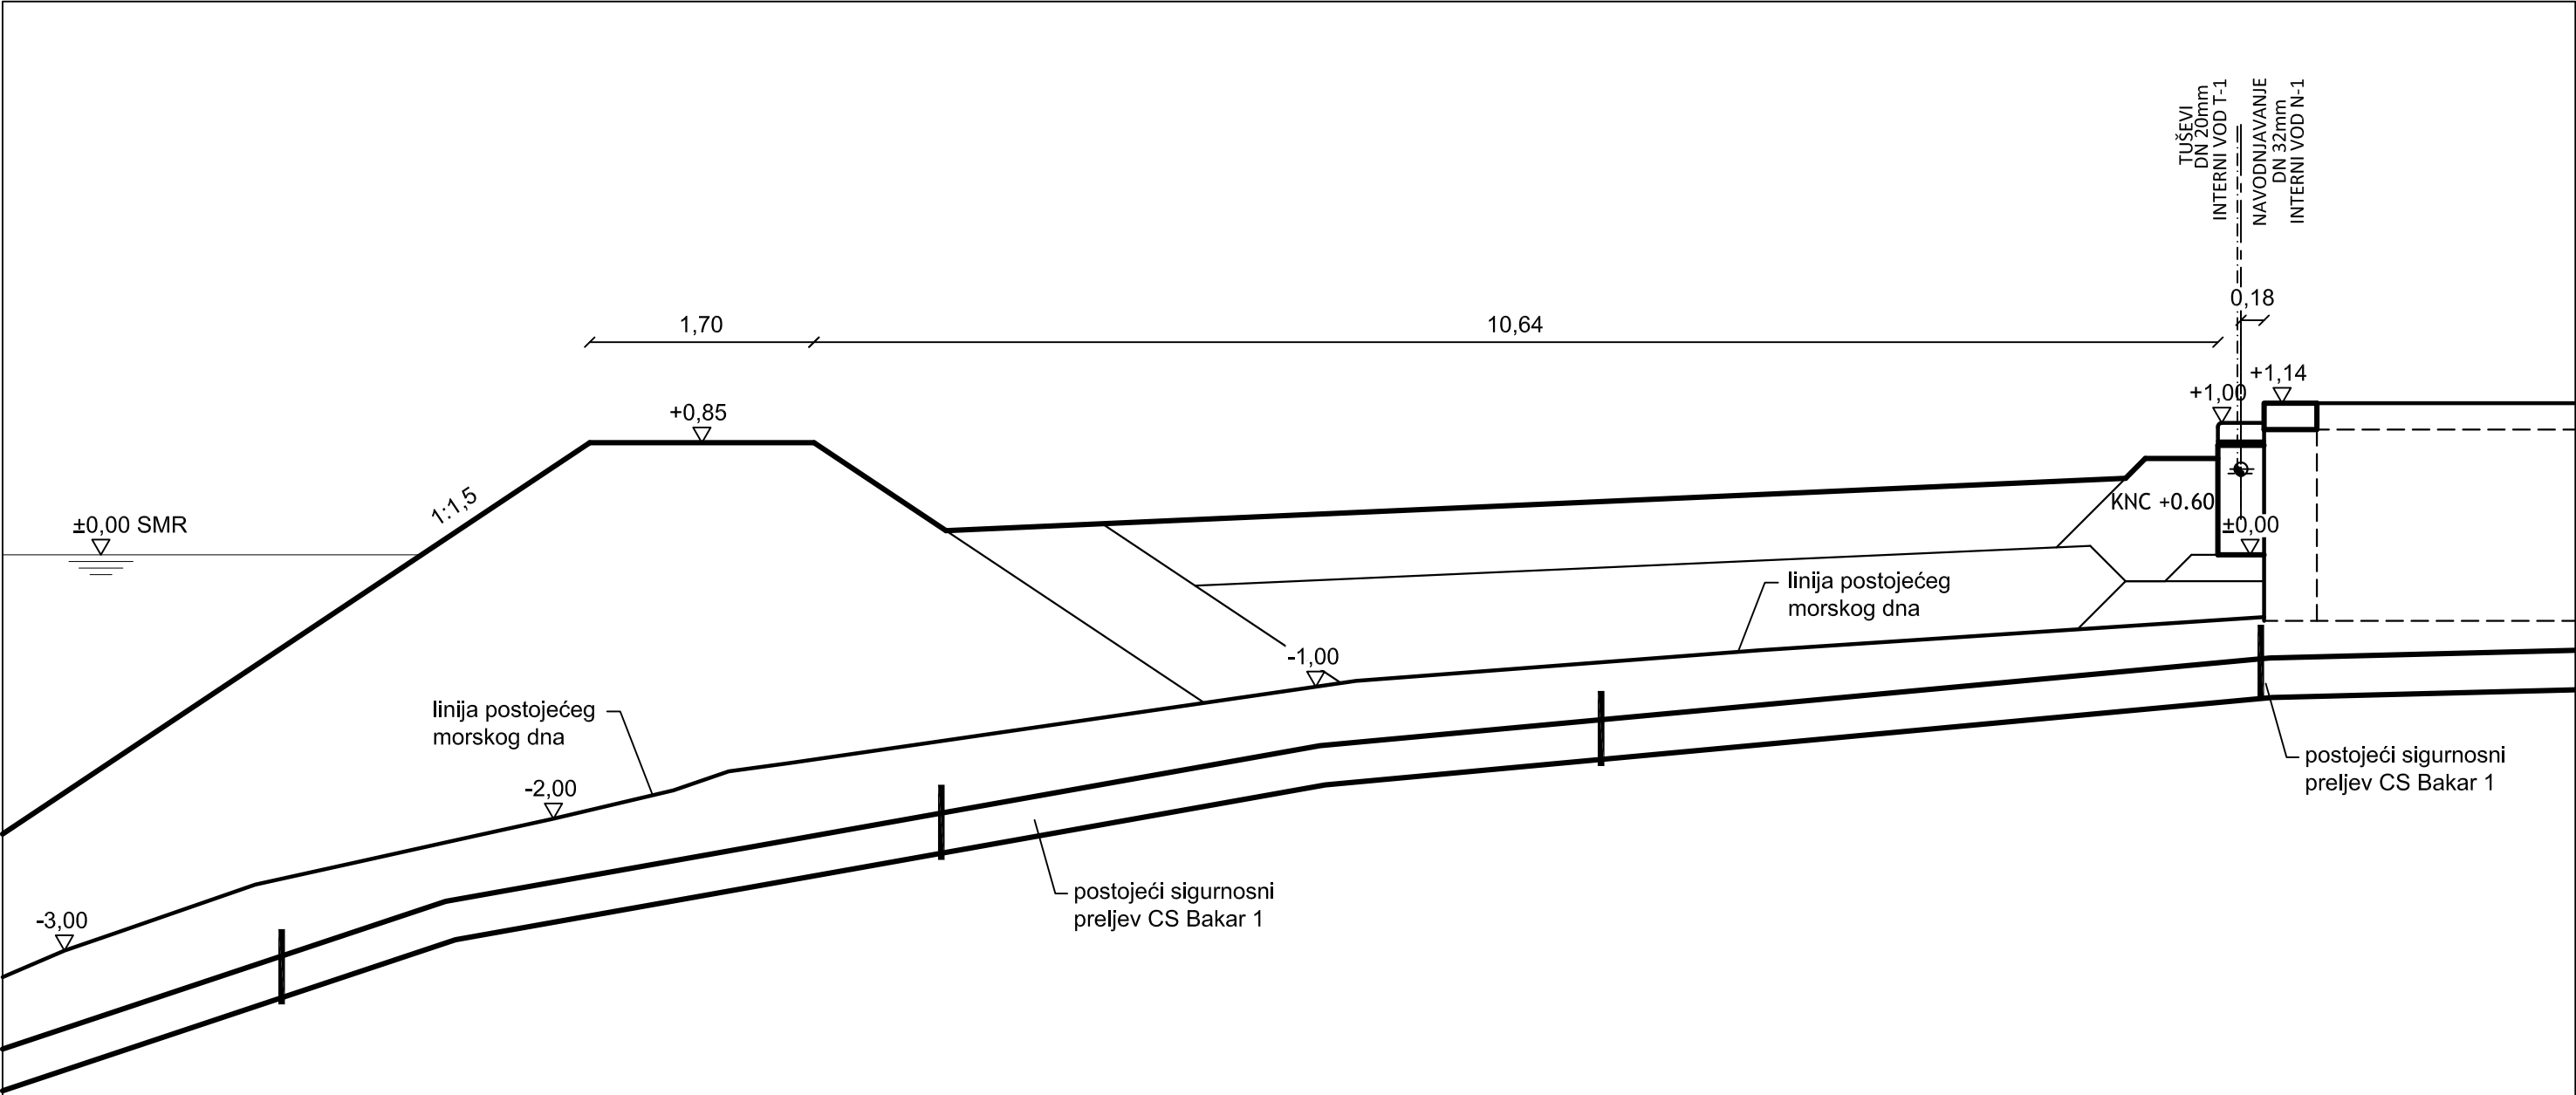 TUŠEVI
DN 20mm
INTERNI VOD T-1
NAVODNJAVANJE
DN 32mm
INTERNI VOD N-1
0,18
1,70
10,64
+1,14
+1,00
+0,85
1:1,5
KNC +0.60
±0,00 SMR
±0,00
linija postojećeg
morskog dna
-1,00
linija postojećeg
morskog dna
postojeći sigurnosni
preljev CS Bakar 1
-2,00
postojeći sigurnosni
preljev CS Bakar 1
-3,00